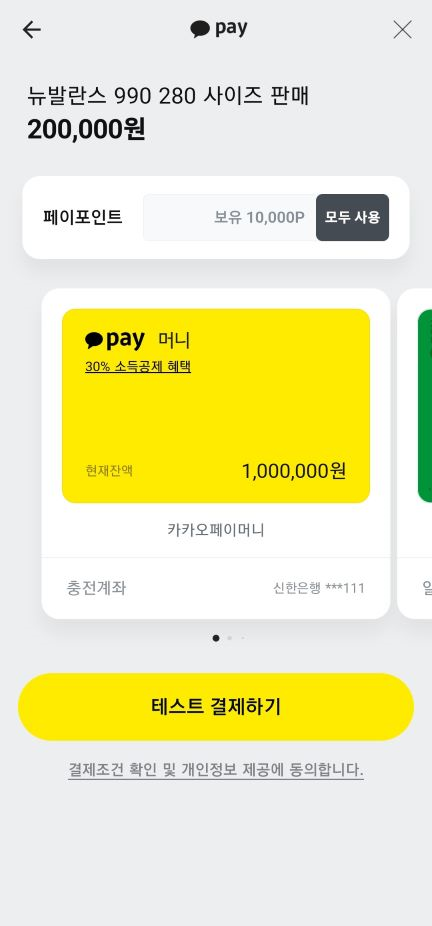 pay
뉴발란스 990 280 사이즈 판매
200,000원
페이포인트 보유 10,000P 모두 사용
pay 머니
30% 소득공제 혜택
현재잔액 1,000,000원
카카오페이머니
충전계좌 신한은행 ***111
테스트 결제하기
결제조건 확인 및 개인정보 제공에 동의합니다.